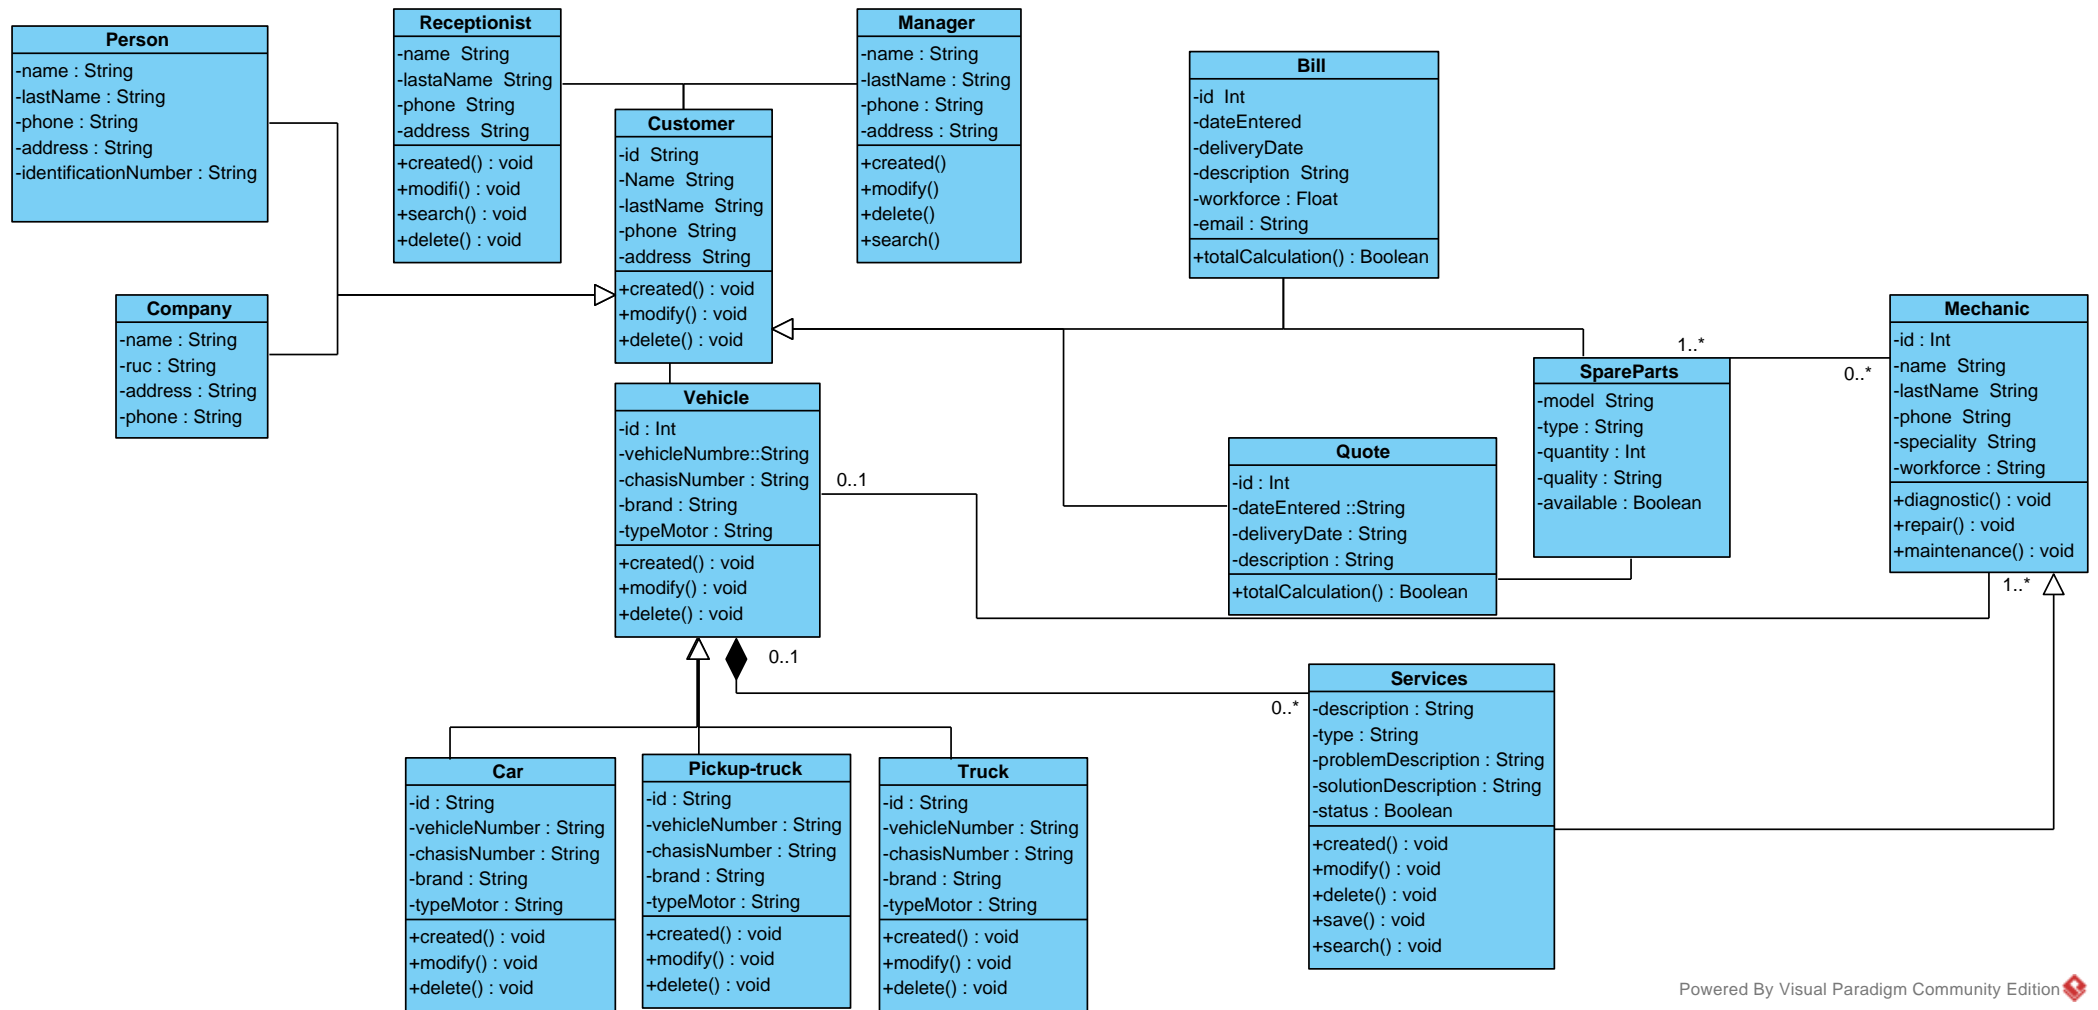 Person
-name : String
-lastName : String
-phone : String
-address : String
-identificationNumber : String
Receptionist
-name  String
-lastaName  String
-phone  String
-address  String
+created() : void
+modifi() : void
+search() : void
+delete() : void
Manager
-name : String
-lastName : String
-phone : String
-address : String
+created()
+modify()
+delete()
+search()
Customer
-id  String
-Name  String
-lastName  String
-phone  String
-address  String
+created() : void
+modify() : void
+delete() : void
Bill
-id  Int
-dateEntered
-deliveryDate
-description  String
-workforce : Float
-email : String
+totalCalculation() : Boolean
Company
-name : String
-ruc : String
-address : String
-phone : String
Mechanic
-id : Int
-name  String
-lastName  String
-phone  String
-speciality  String
-workforce : String
+diagnostic() : void
+repair() : void
+maintenance() : void
1..*
0..*
SpareParts
-model  String
-type : String
-quantity : Int
-quality : String
-available : Boolean
Vehicle
-id : Int
-vehicleNumbre::String
-chasisNumber : String
-brand : String
-typeMotor : String
+created() : void
+modify() : void
+delete() : void
0..1
Quote
-id : Int
-dateEntered ::String
-deliveryDate : String
-description : String
+totalCalculation() : Boolean
1..*
0..1
0..*
Services
-description : String
-type : String
-problemDescription : String
-solutionDescription : String
-status : Boolean
+created() : void
+modify() : void
+delete() : void
+save() : void
+search() : void
Car
-id : String
-vehicleNumber : String
-chasisNumber : String
-brand : String
-typeMotor : String
+created() : void
+modify() : void
+delete() : void
Pickup-truck
-id : String
-vehicleNumber : String
-chasisNumber : String
-brand : String
-typeMotor : String
+created() : void
+modify() : void
+delete() : void
Truck
-id : String
-vehicleNumber : String
-chasisNumber : String
-brand : String
-typeMotor : String
+created() : void
+modify() : void
+delete() : void
Powered By Visual Paradigm Community Edition